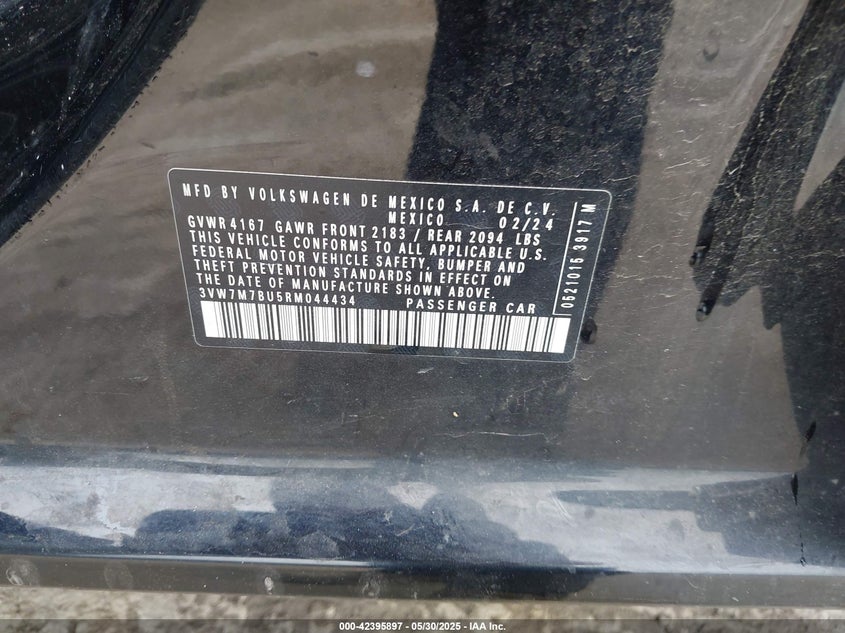 MFD BY VOLKSWAGEN DE MEXICO S.A. DE C.V.
MEXICO 02/24
GVWR 4167 GAWR FRONT 2183 / REAR 2094 LBS
THIS VEHICLE CONFORMS TO ALL APPLICABLE U.S.
FEDERAL MOTOR VEHICLE SAFETY, BUMPER AND
THEFT PREVENTION STANDARDS IN EFFECT ON
THE DATE OF MANUFACTURE SHOWN ABOVE.
3VW7M7BU5RM044434 PASSENGER CAR
0521015 3917 M
000-42395897 - 05/30/2025 - IAA Inc.